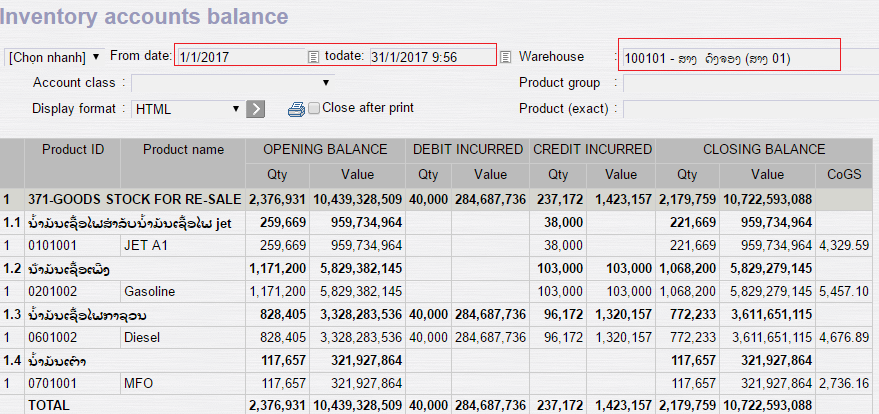 Inventory accounts balance
[Chọn nhanh] From date: 1/1/2017 todate: 31/1/2017 9:56 Warehouse : 100101 - ສາງ ດົງຈອງ (ສາງ 01)
Account class : Product group :
Display format : HTML Close after print Product (exact) :
Product ID Product name OPENING BALANCE DEBIT INCURRED CREDIT INCURRED CLOSING BALANCE
Qty Value Qty Value Qty Value Qty Value CoGS
1 371-GOODS STOCK FOR RE-SALE 2,376,931 10,439,328,509 40,000 284,687,736 237,172 1,423,157 2,179,759 10,722,593,088
1.1 ນ້ຳມັນເຊື້ອໄຟສຳລັບນ້ຳມັນເຊື້ອໄຟ jet 259,669 959,734,964 38,000 221,669 959,734,964
1 0101001 JET A1 259,669 959,734,964 38,000 221,669 959,734,964 4,329.59
1.2 ນ້ຳມັນເຊື້ອເພີງ 1,171,200 5,829,382,145 103,000 103,000 1,068,200 5,829,279,145
1 0201002 Gasoline 1,171,200 5,829,382,145 103,000 103,000 1,068,200 5,829,279,145 5,457.10
1.3 ນ້ຳມັນເຊື້ອໄຟກາຊວນ 828,405 3,328,283,536 40,000 284,687,736 96,172 1,320,157 772,233 3,611,651,115
1 0601002 Diesel 828,405 3,328,283,536 40,000 284,687,736 96,172 1,320,157 772,233 3,611,651,115 4,676.89
1.4 ນ້ຳມັນເຕົາ 117,657 321,927,864 117,657 321,927,864
1 0701001 MFO 117,657 321,927,864 117,657 321,927,864 2,736.16
TOTAL 2,376,931 10,439,328,509 40,000 284,687,736 237,172 1,423,157 2,179,759 10,722,593,088